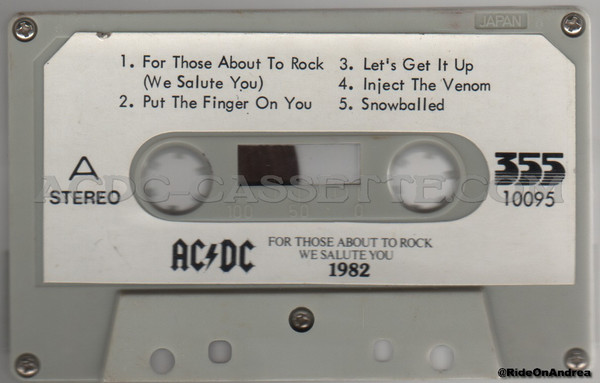 JAPAN
1. For Those About To Rock
(We Salute You)
2. Put The Finger On You
3. Let's Get It Up
4. Inject The Venom
5. Snowballed
A
STEREO
355
10095
ACDC-CASSETTE.COM
100 50 0
AC⚡DC
FOR THOSE ABOUT TO ROCK
WE SALUTE YOU
1982
@RideOnAndrea